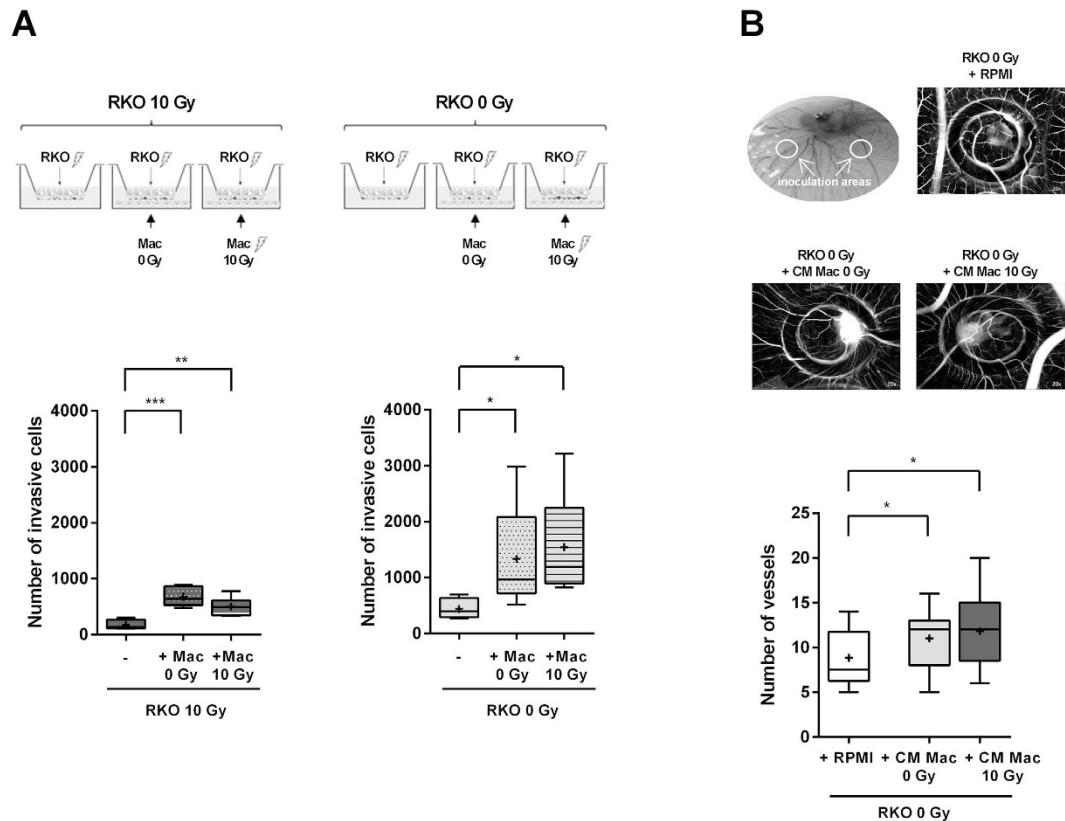 A
RKO 10 Gy
RKO RKO RKO
Mac
0 Gy
Mac
10 Gy
RKO 0 Gy
RKO RKO RKO
Mac
0 Gy
Mac
10 Gy
**
***
Number of invasive cells
4000
3000
2000
1000
0
-
+ Mac
0 Gy
+Mac
10 Gy
RKO 10 Gy
*
*
Number of invasive cells
4000
3000
2000
1000
0
-
+ Mac
0 Gy
+Mac
10 Gy
RKO 0 Gy
B
inoculation areas
RKO 0 Gy
+ RPMI
20x
RKO 0 Gy
+ CM Mac 0 Gy
20x
RKO 0 Gy
+ CM Mac 10 Gy
20x
*
*
Number of vessels
25
20
15
10
5
0
+ RPMI
+ CM Mac
0 Gy
+ CM Mac
10 Gy
RKO 0 Gy